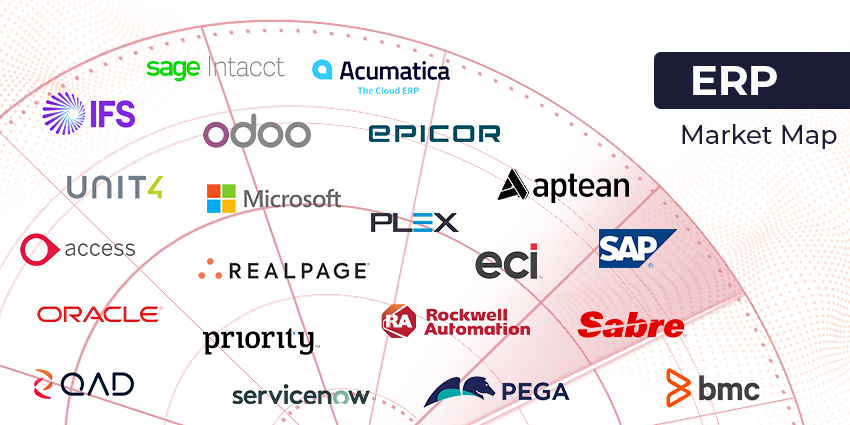 ERP
Market Map
sage Intacct
Acumatica
The Cloud ERP
IFS
odoo
EPICOR
UNIT4
Microsoft
aptean
PLEX
access
REALPAGE
eci
SAP
ORACLE
priority
RA
Rockwell
Automation
Sabre
QAD
servicenow
PEGA
bmc